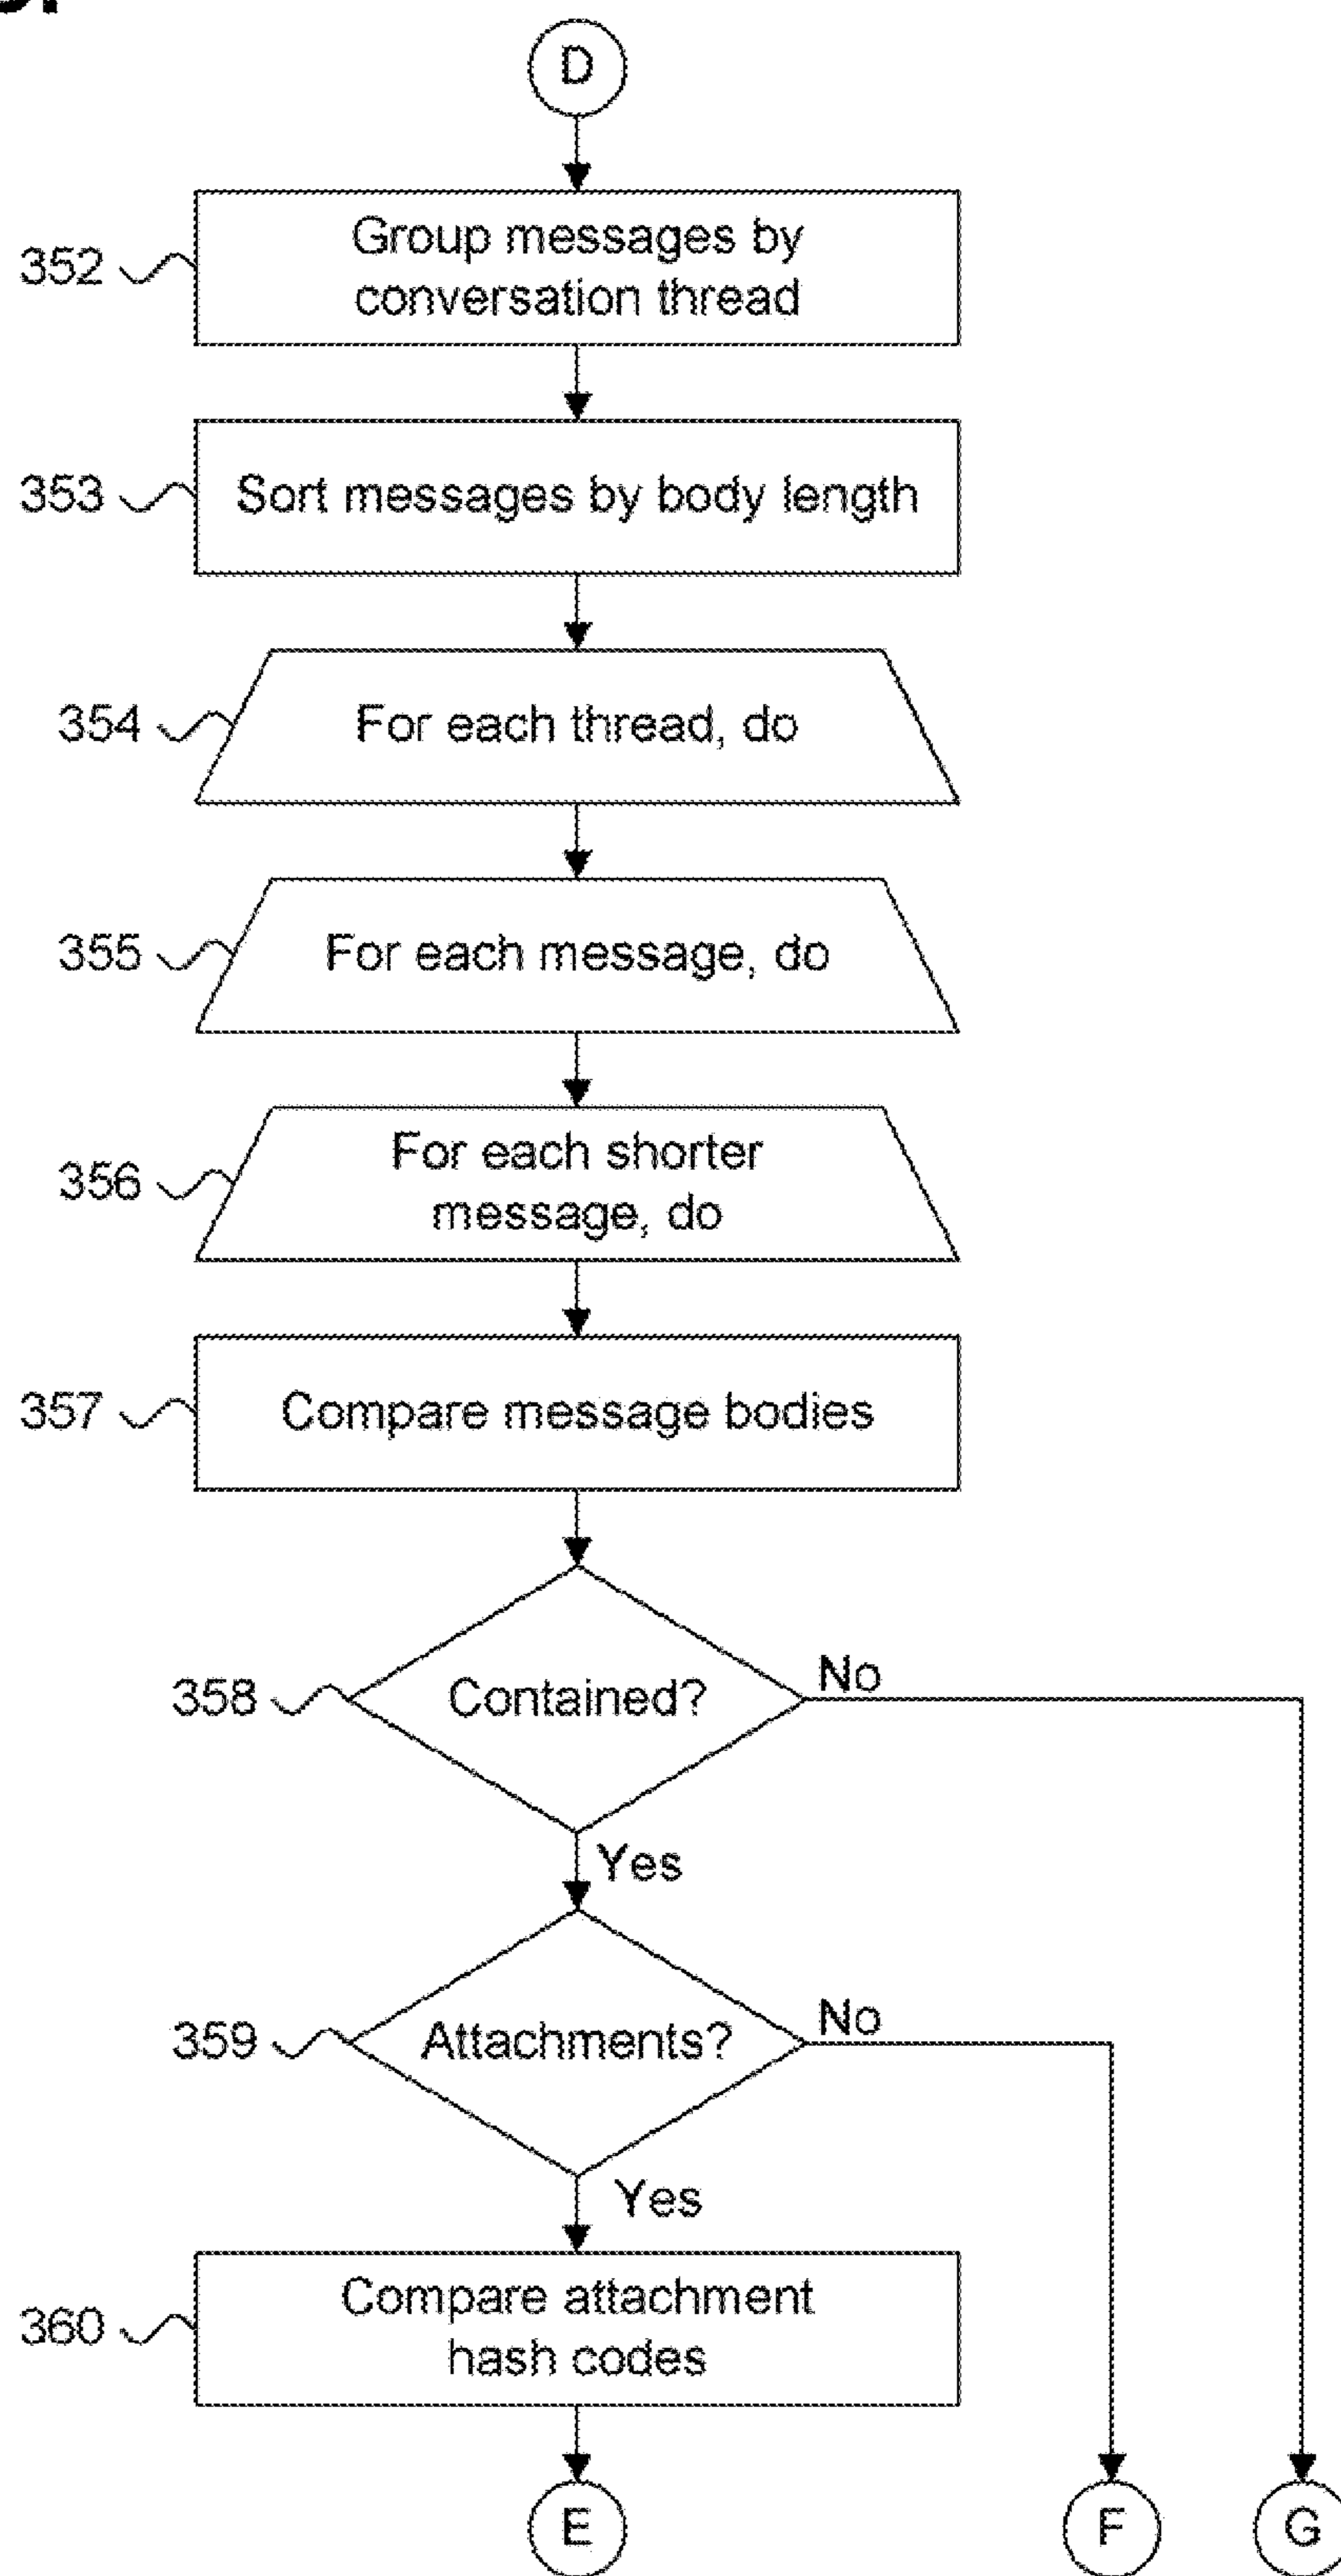 D
352
Group messages by
conversation thread
353
Sort messages by body length
354
For each thread, do
355
For each message, do
356
For each shorter
message, do
357
Compare message bodies
358
Contained?
No
Yes
359
Attachments?
No
Yes
360
Compare attachment
hash codes
E
F
G